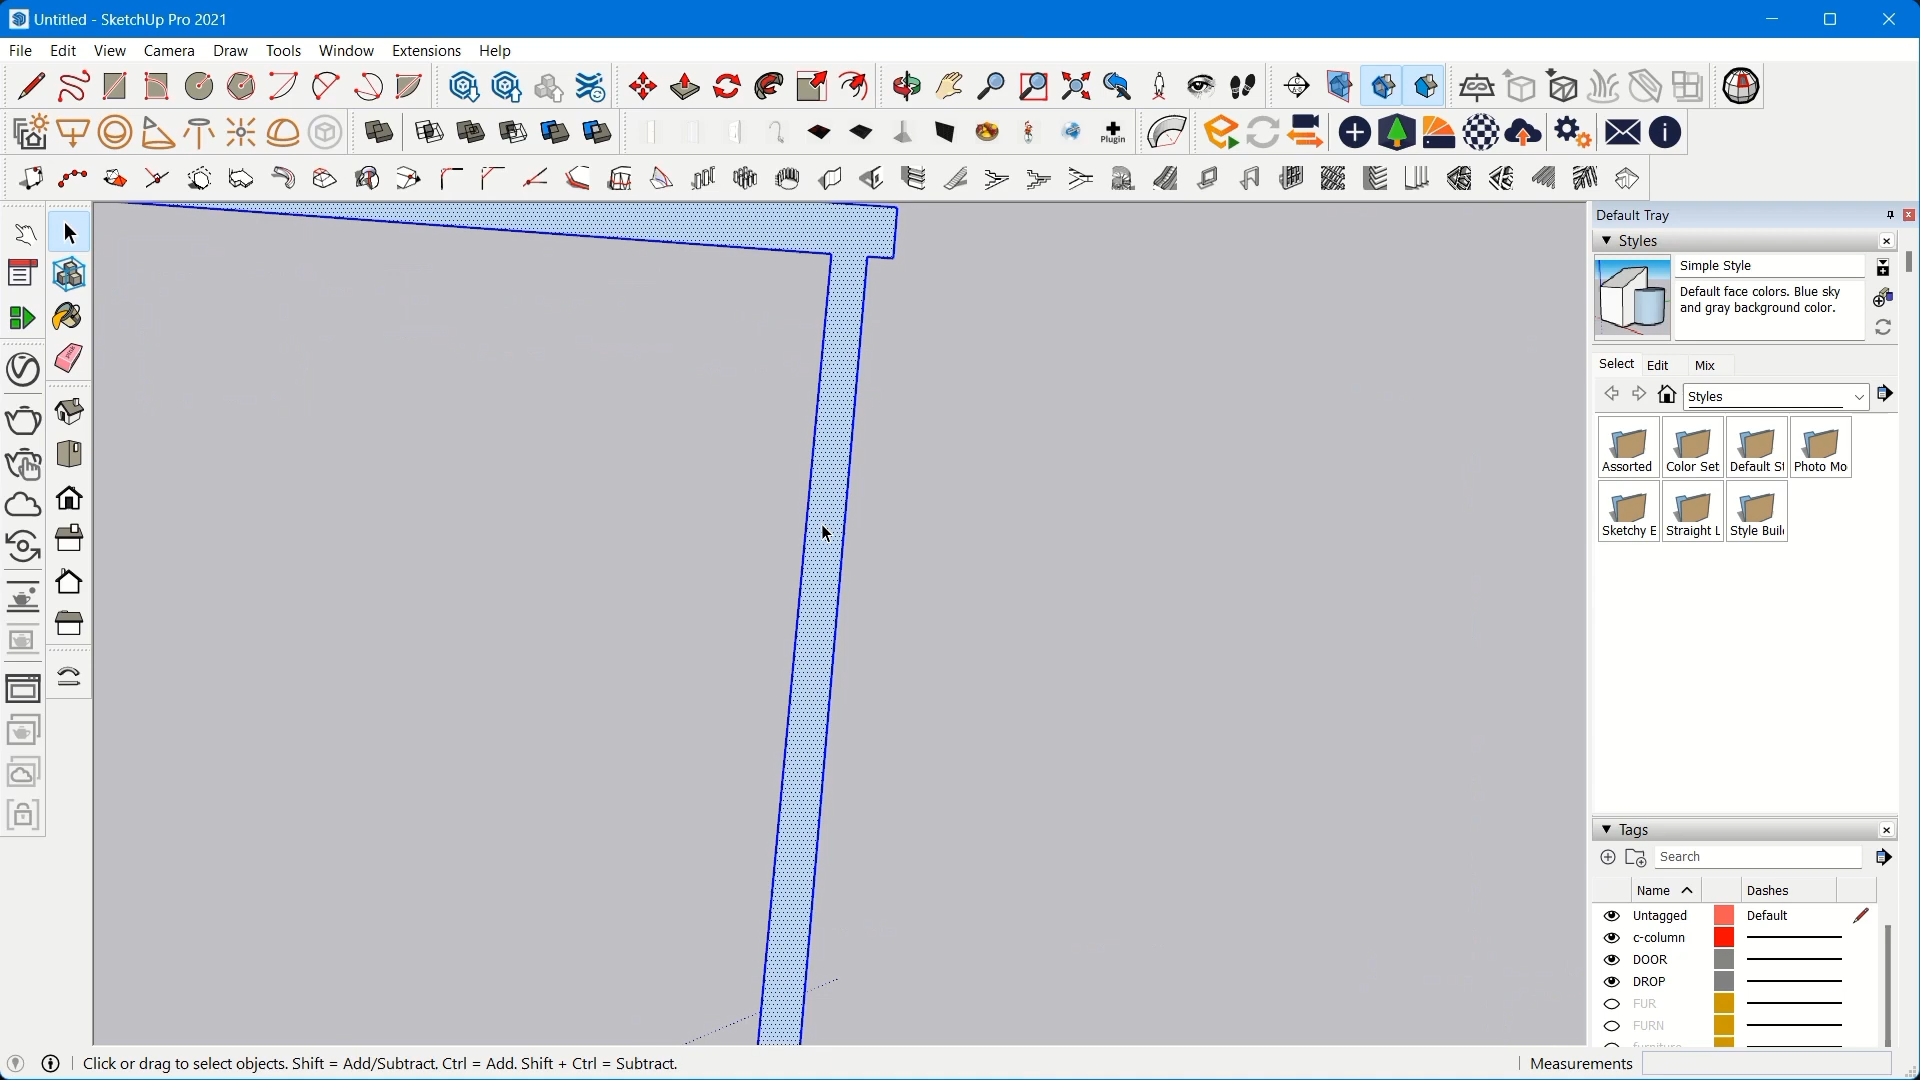 Untitled - SketchUp Pro 2021
File Edit View Camera Draw Tools Window Extensions Help
Plugin
Default Tray
Styles
Simple Style
Default face colors. Blue sky
and gray background color.
Select Edit Mix
Styles
Assorted Color Set Default St Photo Mo
Sketchy E Straight L Style Buil
Tags
Search
Name Dashes
Untagged Default
c-column
DOOR
DROP
FUR
FURN
Click or drag to select objects. Shift = Add/Subtract. Ctrl = Add. Shift + Ctrl = Subtract.
Measurements